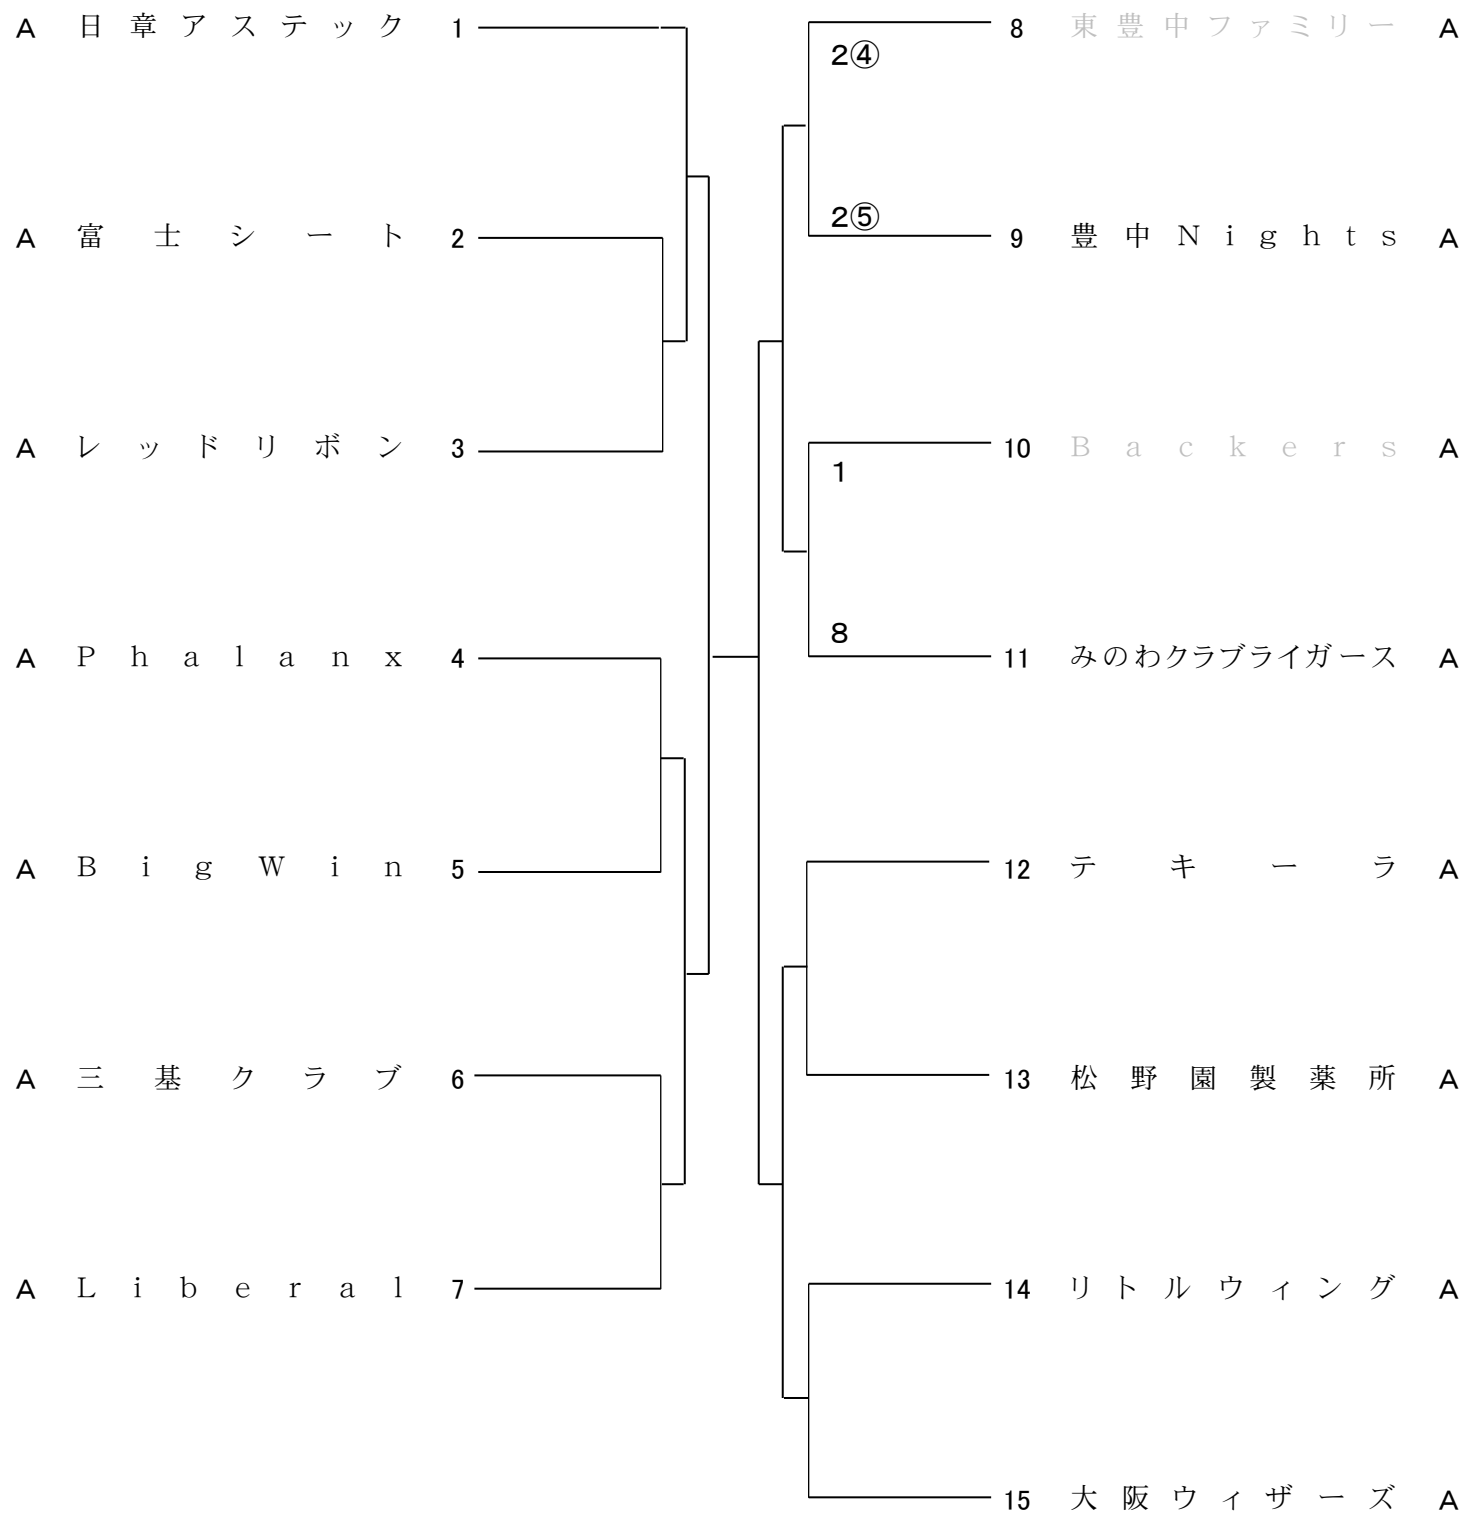 A 日章アステック 1
A 富士シート 2
A レッドリボン 3
A Phalanx 4
A BigWin 5
A 三基クラブ 6
A Liberal 7
8 東豊中ファミリー A
2④
2⑤
9 豊中Nights A
10 Backers A
1
8
11 みのわクラブライガース A
12 テキーラ A
13 松野園製薬所 A
14 リトルウィング A
15 大阪ウィザーズ A